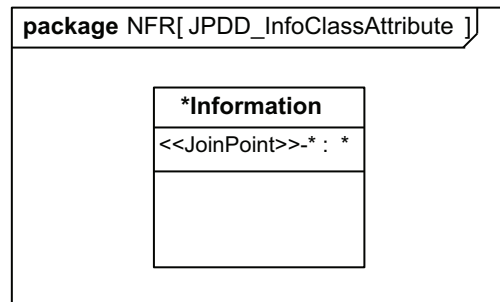 package NFR[ JPDD_InfoClassAttribute ]
*Information
<<JoinPoint>>-* : *